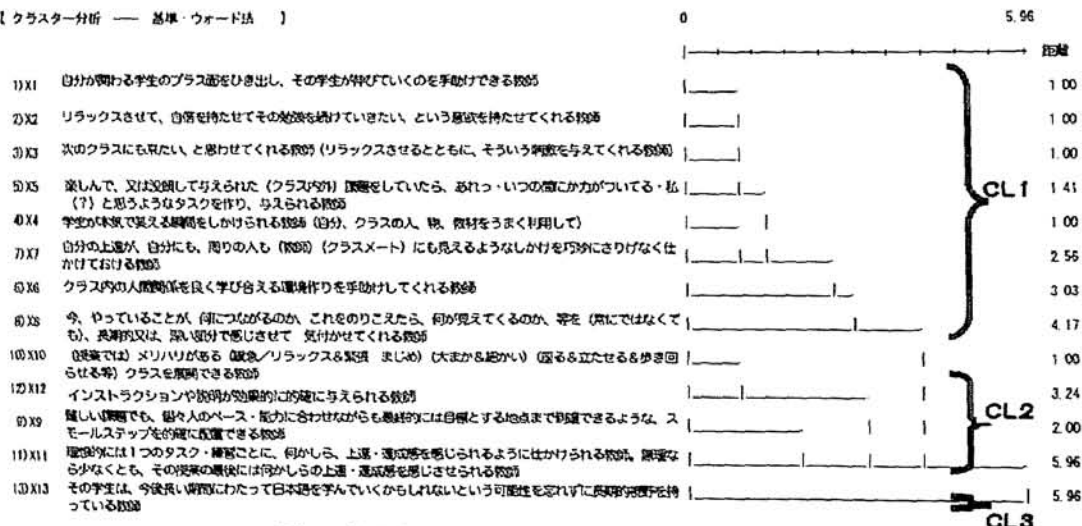 【 クラスター分析 —— 基準・ウォード法 】
0 5.96
距離
1) X1 自分が関わる学生のプラス面をひき出し、その学生が伸びていくのを手助けできる教師 1.00
2) X2 リラックスさせて、自信を持たせてその勉強を続けていきたい、という意欲を持たせてくれる教師 1.00
3) X3 次のクラスにも来たい、と思わせてくれる教師（リラックスさせるとともに、そういう刺激を与えてくれる教師） 1.00
5) X5 楽しんで、又は没頭して与えられた（クラス内外）課題をしていたら、あれっ・いつの間にか力がついてる・私 1.41
（？）と思うようなタスクを作り、与えられる教師
CL1
4) X4 学生が本気で笑える瞬間をしかけられる教師（自分、クラスの人、物、教材をうまく利用して） 1.00
7) X7 自分の上達が、自分にも、周りの人も（教師）（クラスメート）にも見えるようなしかけを巧妙にさりげなく仕 2.56
かけておける教師
6) X6 クラス内の人間関係を良く学び合える環境作りを手助けしてくれる教師 3.03
8) X8 今、やっていることが、何につながるのか、これをのりこえたら、何が見えてくるのか、等を（常にではなくて 4.17
も）、長期的又は、深い部分で感じさせて 気付かせてくれる教師
10) X10 （授業では）メリハリがある（緩急／リラックス&緊張 まじめ）（大まか&細かい）（座る&立たせる&歩き回 1.00
らせる等）クラスを展開できる教師
12) X12 インストラクションや説明が効果的に的確に与えられる教師 3.24
CL2
9) X9 難しい課題でも、個々人のペース・能力に合わせながらも最終的には目標とする地点まで到達できるような、ス 2.00
モールステップを的確に配置できる教師
11) X11 理想的には1つのタスク・練習ごとに、何かしら、上達・達成感を感じられるように仕かけられる教師。無理な 5.96
ら少なくとも、その授業の最後には何かしらの上達・達成感を感じさせられる教師
13) X13 その学生は、今後長い期間にわたって日本語を学んでいくかもしれないという可能性を忘れずに長期的視野を持 5.96
っている教師
CL3